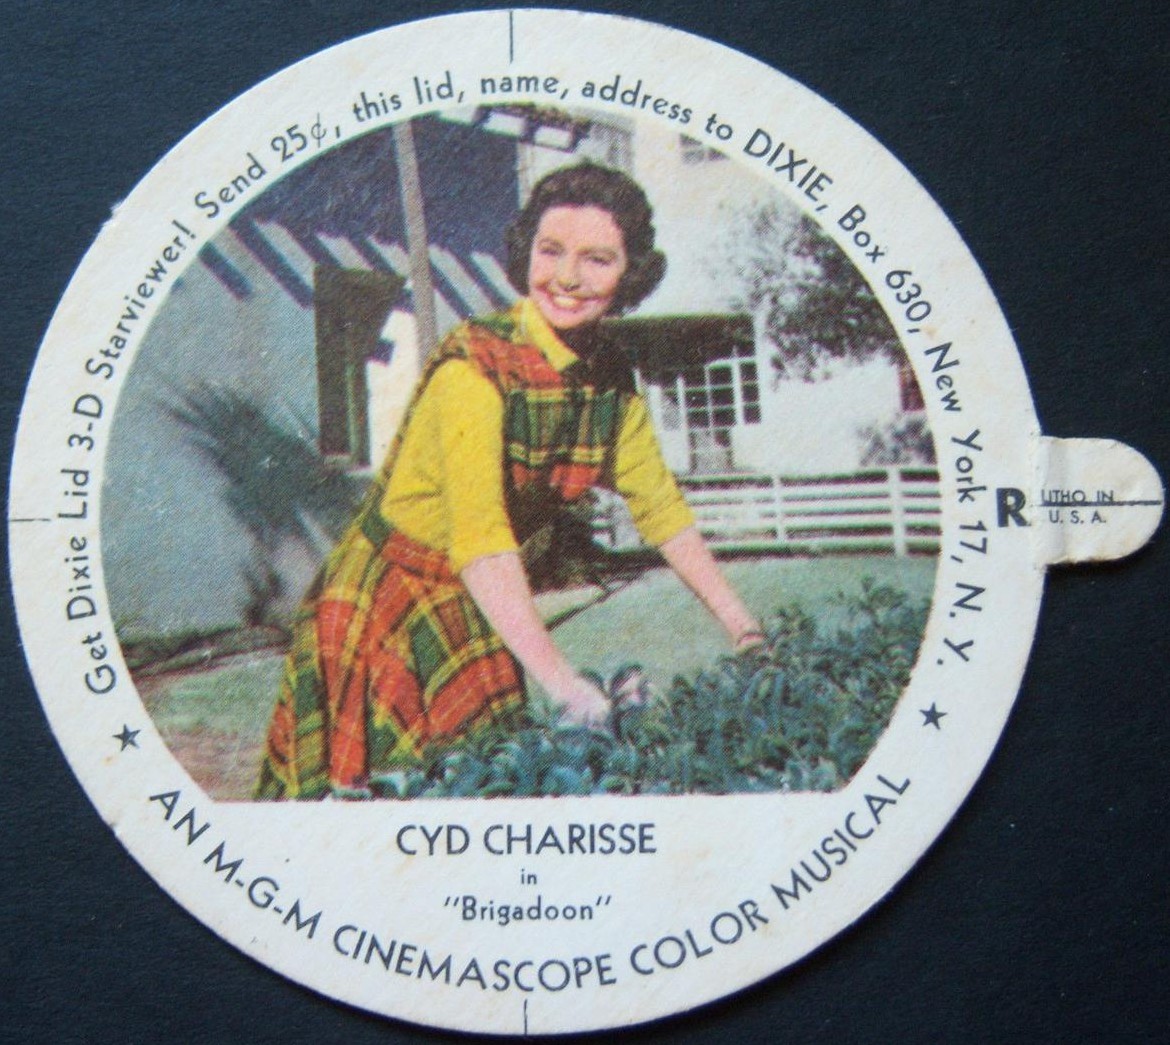 Get Dixie Lid 3-D Starviewer! Send 25¢, this lid, name, address to DIXIE, Box 630, New York 17, N. Y.
R
LITHO. IN
U. S. A.
CYD CHARISSE
in
"Brigadoon"
★ AN M-G-M CINEMASCOPE COLOR MUSICAL ★